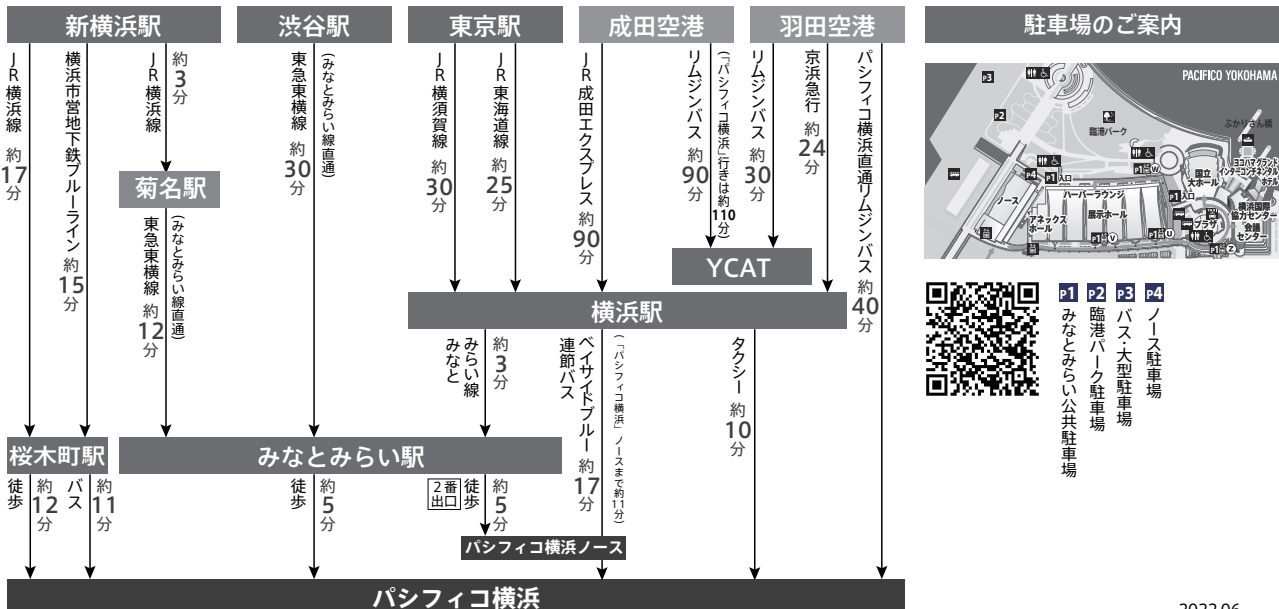 新横浜駅
渋谷駅
東京駅
成田空港
羽田空港
駐車場のご案内
JR横浜線 約17分
横浜市営地下鉄ブルーライン 約15分
JR横浜線
約3分
菊名駅
東急東横線 約12分
(みなとみらい線直通)
東急東横線 約30分
(みなとみらい線直通)
JR横須賀線 約30分
JR東海道線 約25分
JR成田エクスプレス 約90分
リムジンバス 約90分
(「パシフィコ横浜」行きは約110分)
リムジンバス 約30分
京浜急行 約24分
パシフィコ横浜直通リムジンバス 約40分
YCAT
横浜駅
みなと
みらい線
約3分
連節バス
ベイサイドブルー 約17分
(「パシフィコ横浜」ノースまで約11分)
タクシー 約10分
桜木町駅
みなとみらい駅
徒歩
約12分
バス
約11分
徒歩
約5分
2番
出口
徒歩
約5分
パシフィコ横浜ノース
パシフィコ横浜
PACIFICO YOKOHAMA
P3
P2
臨港パーク
ぷかりさん橋
P4
P1 入口
P1 W
ヨコハマグランド
インターコンチネンタル
ホテル
国立
大ホール
P1 入口
ノース
ハーバーラウンジ
展示ホール
アネックス
ホール
横浜国際
協力センター
プラザ
会議
センター
P1 V
P1 U
P1 Z
P1 みなとみらい公共駐車場
P2 臨港パーク駐車場
P3 バス・大型駐車場
P4 ノース駐車場
2022.06